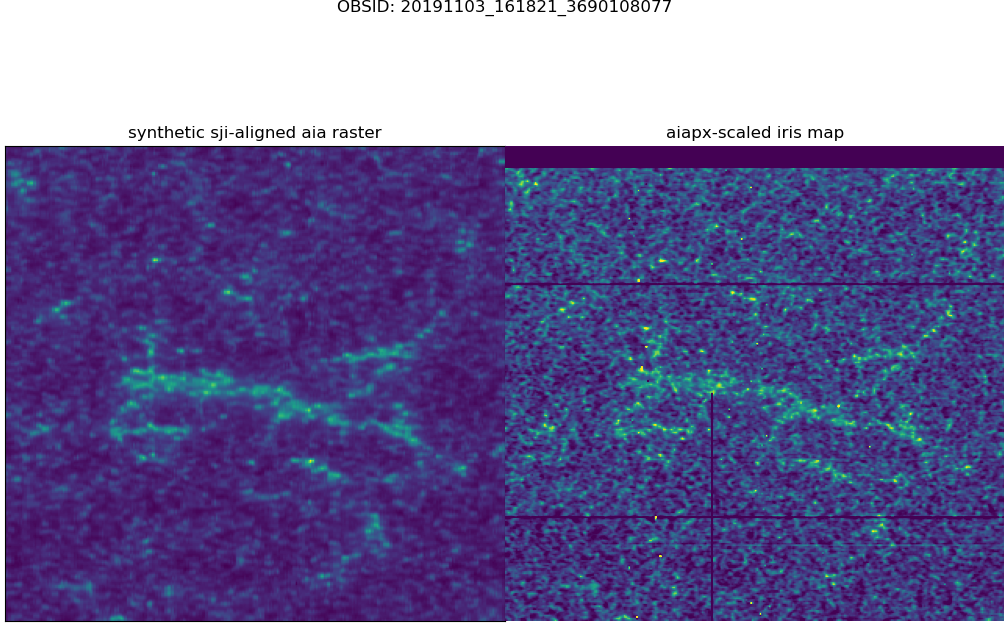 OBSID: 20191103_161821_3690108077
synthetic sji-aligned aia raster
aiapx-scaled iris map